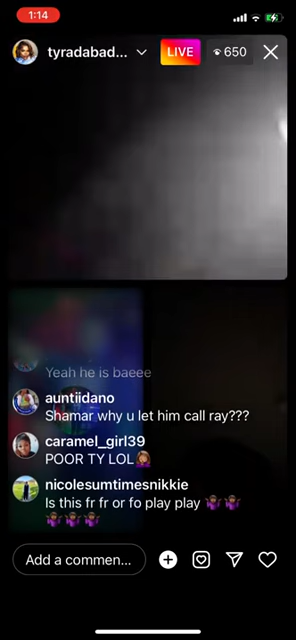 1:14
tyradabad...
LIVE
650
Yeah he is baeee
auntiidano
Shamar why u let him call ray???
caramel_girl39
POOR TY LOL🤷🏽‍♀️
nicolesumtimesnikkie
Is this fr fr or fo play play 🤷🏾‍♀️🤷🏾‍♀️
🤷🏾‍♀️🤷🏾‍♀️🤷🏾‍♀️
Add a commen...